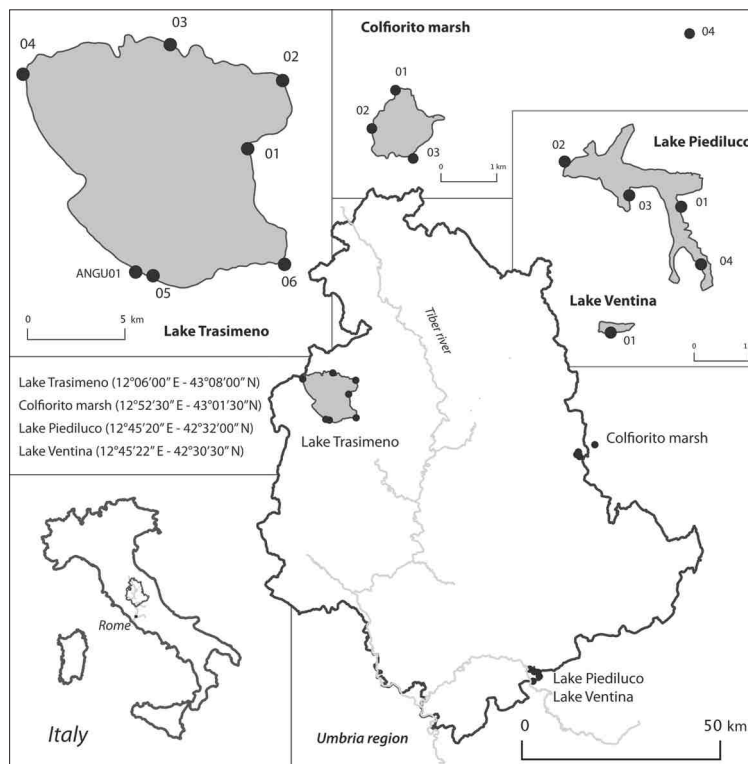 03
04
02
01
ANGU01
05
06
0
5 km
Lake Trasimeno
Colfiorito marsh
04
01
02
03
0
1 km
Lake Piediluco
02
03
01
04
Lake Ventina
01
0
1
Lake Trasimeno (12°06'00" E - 43°08'00" N)
Colfiorito marsh (12°52'30" E - 43°01'30" N)
Lake Piediluco (12°45'20" E - 42°32'00" N)
Lake Ventina (12°45'22" E - 42°30'30" N)
Tiber river
Lake Trasimeno
Colfiorito marsh
Lake Piediluco
Lake Ventina
Rome
Italy
Umbria region
0
50 km